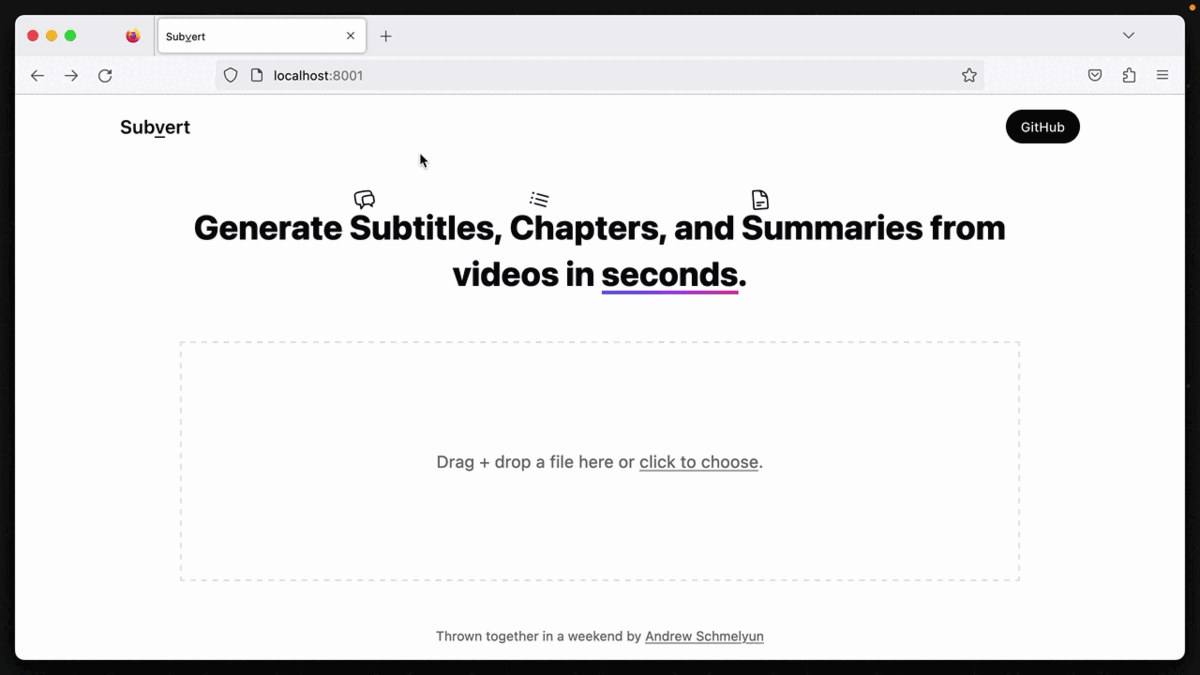 Subvert
localhost:8001
Subvert
GitHub
Generate Subtitles, Chapters, and Summaries from
videos in seconds.
Drag + drop a file here or click to choose.
Thrown together in a weekend by Andrew Schmelyun